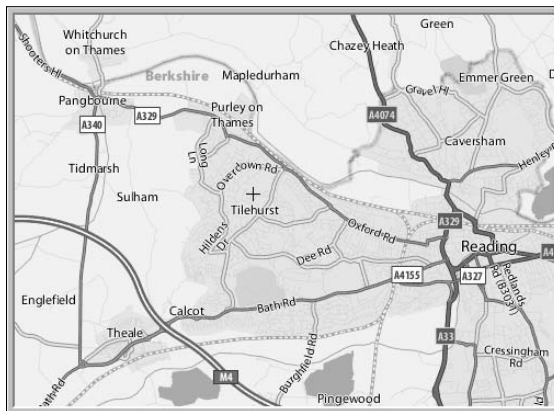 Green
Whitchurch
on Thames
Chazey Heath
Shooters Hl
Berkshire
Mapledurham
Emmer Green
Gravel Hl
Pangbourne
A329
Purley on
Thames
A4074
A340
Caversham
Henley
Long
Ln
Overdown Rd
Tidmarsh
Sulham
Tilehurst
Oxford Rd
A329
Hildens
Dr
Dee Rd
Reading
A4155
A327
Redlands
Rd (B3031)
A4
Englefield
Calcot
Bath Rd
Theale
A33
Cressingham
Rd
M4
Burghfield Rd
Bath Rd
Pingewood